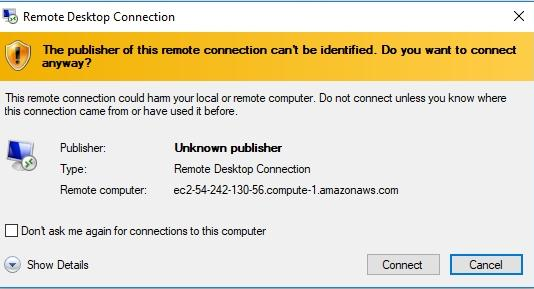 Remote Desktop Connection
The publisher of this remote connection can't be identified. Do you want to connect
anyway?
This remote connection could harm your local or remote computer. Do not connect unless you know where
this connection came from or have used it before.
Publisher: Unknown publisher
Type: Remote Desktop Connection
Remote computer: ec2-54-242-130-56.compute-1.amazonaws.com
Don't ask me again for connections to this computer
Show Details Connect Cancel